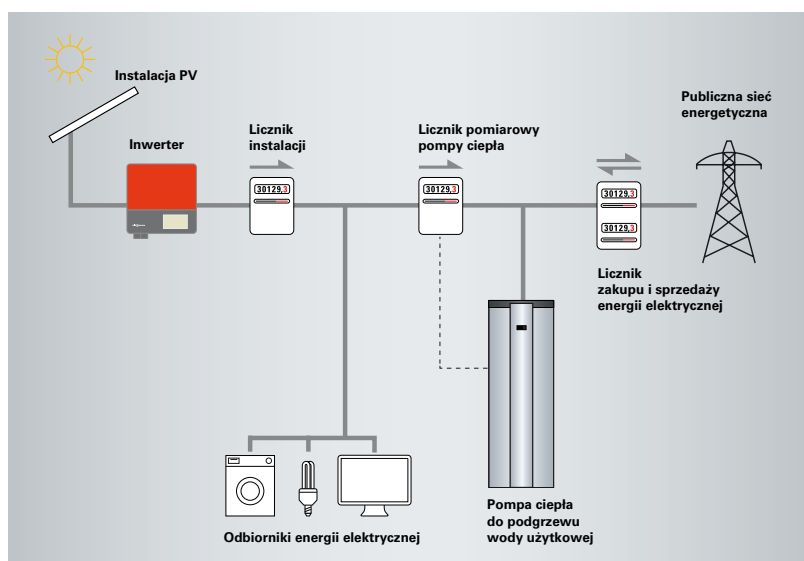 Instalacja PV
Inwerter
Licznik
instalacji
30129,3
Licznik pomiarowy
pompy ciepła
30129,3
Publiczna sieć
energetyczna
30129,3
30129,3
Licznik
zakupu i sprzedaży
energii elektrycznej
Odbiorniki energii elektrycznej
Pompa ciepła
do podgrzewu
wody użytkowej